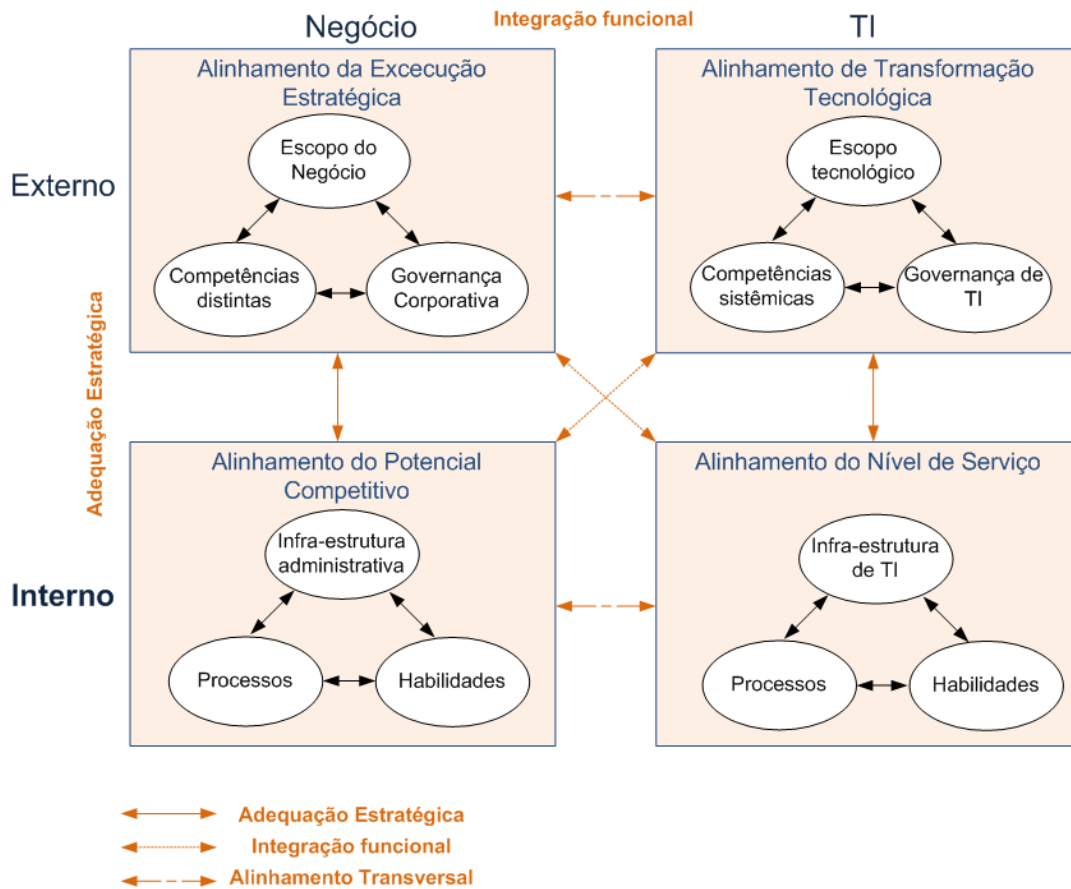 Negócio
Integração funcional
TI
Alinhamento da Excecução
Estratégica
Escopo do
Negócio
Competências
distintas
Governança
Corporativa
Alinhamento de Transformação
Tecnológica
Escopo
tecnológico
Competências
sistêmicas
Governança de
TI
Externo
Adequação Estratégica
Interno
Alinhamento do Potencial
Competitivo
Infra-estrutura
administrativa
Processos
Habilidades
Alinhamento do Nível de Serviço
Infra-estrutura
de TI
Processos
Habilidades
Adequação Estratégica
Integração funcional
Alinhamento Transversal